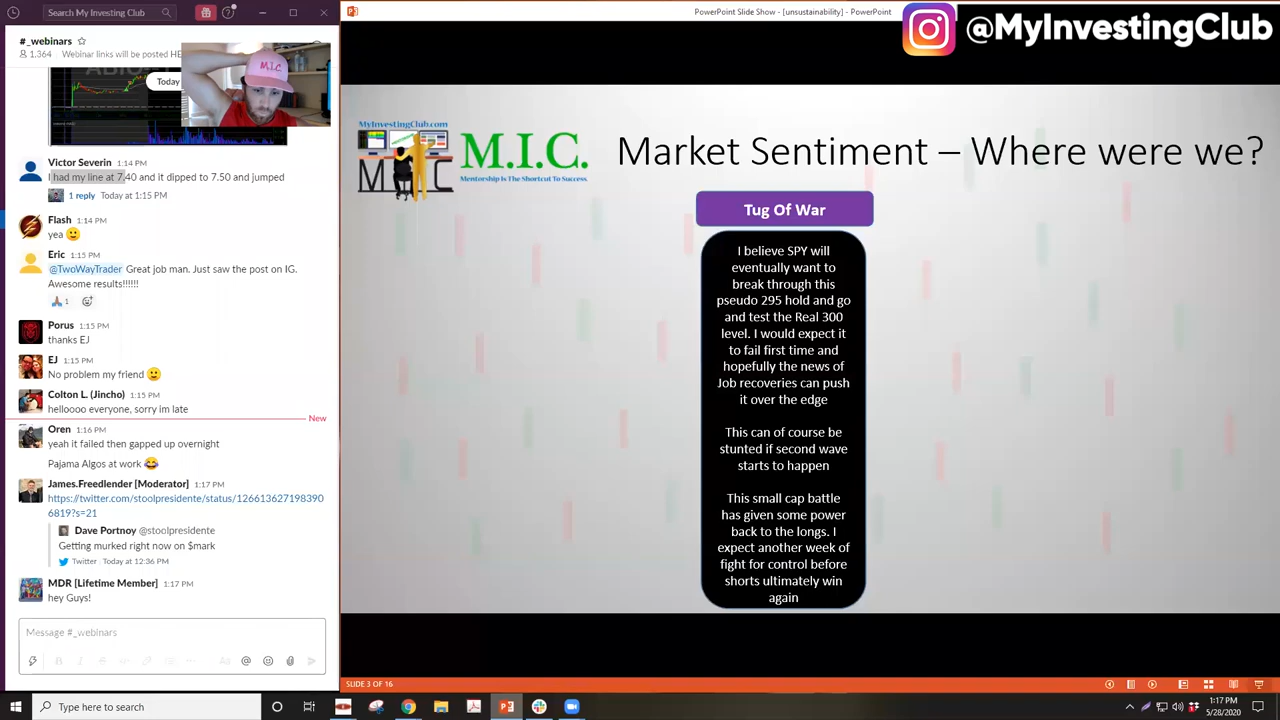 Search My Investing Club
#_webinars
1,364
Webinar links will be posted HE
Today
Victor Severin 1:14 PM
I had my line at 7.40 and it dipped to 7.50 and jumped
1 reply Today at 1:15 PM
Flash 1:14 PM
yea
Eric 1:15 PM
@TwoWayTrader Great job man. Just saw the post on IG.
Awesome results!!!!!!
1
Porus 1:15 PM
thanks EJ
EJ 1:15 PM
No problem my friend
Colton L. (Jincho) 1:15 PM
helloooo everyone, sorry im late
New
Oren 1:16 PM
yeah it failed then gapped up overnight
Pajama Algos at work
James.Freedlender [Moderator] 1:17 PM
https://twitter.com/stoolpresidente/status/126613627198390
6819?s=21
Dave Portnoy @stoolpresidente
Getting murked right now on $mark
Twitter Today at 12:36 PM
MDR [Lifetime Member] 1:17 PM
hey Guys!
Message #_webinars
M.I.C.
PowerPoint Slide Show - [unsustainability] - PowerPoint
@MyInvestingClub
MyInvestingClub.com
M.I.C.
Mentorship Is The Shortcut To Success.
Market Sentiment – Where were we?
Tug Of War
I believe SPY will
eventually want to
break through this
pseudo 295 hold and go
and test the Real 300
level. I would expect it
to fail first time and
hopefully the news of
Job recoveries can push
it over the edge
This can of course be
stunted if second wave
starts to happen
This small cap battle
has given some power
back to the longs. I
expect another week of
fight for control before
shorts ultimately win
again
SLIDE 3 OF 16
Type here to search
1:17 PM
5/28/2020